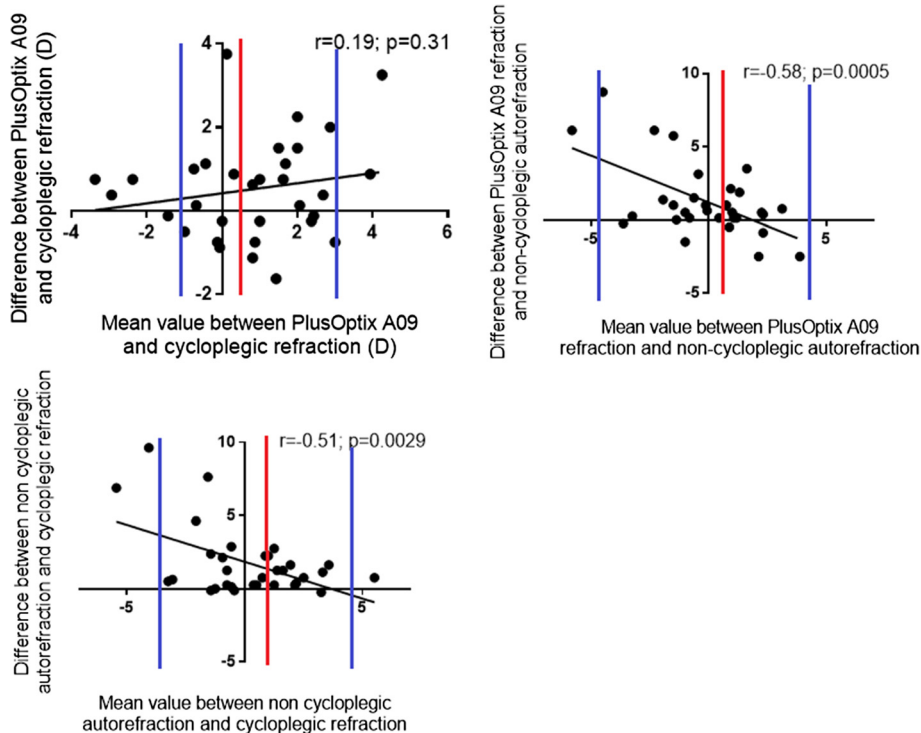 Difference between PlusOptix A09
and cycloplegic refraction (D)
r=0.19; p=0.31
4
2
-2
-4
-2
2
4
6
Mean value between PlusOptix A09
and cycloplegic refraction (D)
Difference between PlusOptix A09 refraction
and non-cycloplegic autorefraction
r=-0.58; p=0.0005
10
5
-5
-5
5
Mean value between PlusOptix A09
refraction and non-cycloplegic autorefraction
Difference between non cycloplegic
autorefraction and cycloplegic refraction
r=-0.51; p=0.0029
10
5
-5
-5
5
Mean value between non cycloplegic
autorefraction and cycloplegic refraction